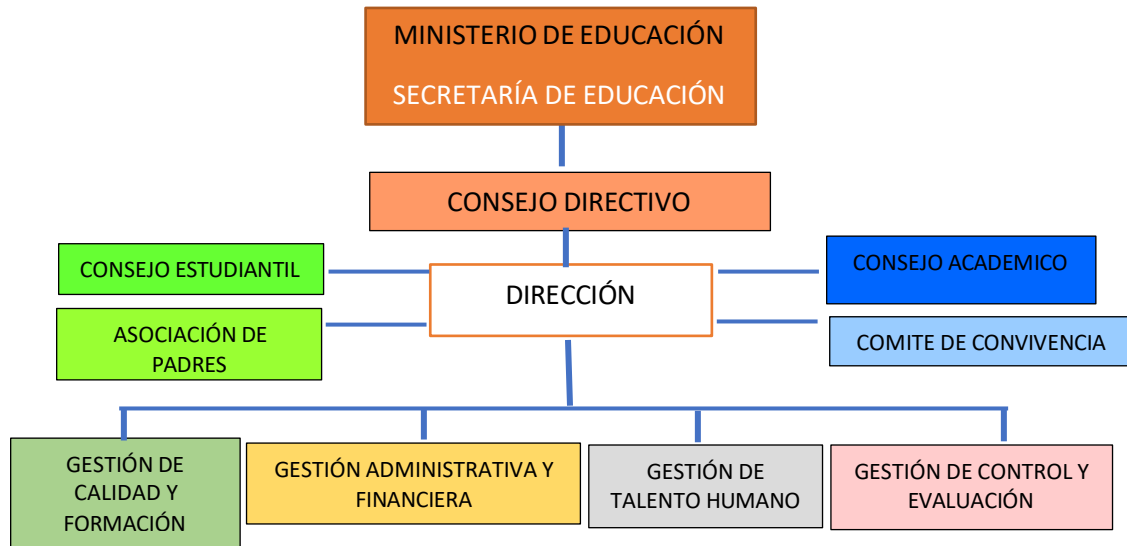 MINISTERIO DE EDUCACIÓN
SECRETARÍA DE EDUCACIÓN
CONSEJO DIRECTIVO
CONSEJO ESTUDIANTIL
DIRECCIÓN
CONSEJO ACADEMICO
ASOCIACIÓN DE
PADRES
COMITE DE CONVIVENCIA
GESTIÓN DE
CALIDAD Y
FORMACIÓN
GESTIÓN ADMINISTRATIVA Y
FINANCIERA
GESTIÓN DE
TALENTO HUMANO
GESTIÓN DE CONTROL Y
EVALUACIÓN